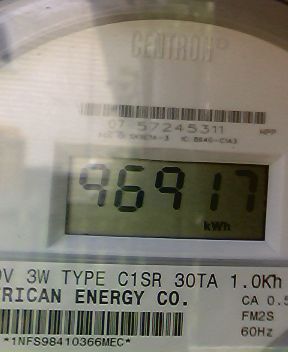 CENTRON®
07 57245311
NPP
96917
kWh
0V 3W TYPE C1SR 30TA 1.0Kh
RICAN ENERGY CO.
CA 0.5
FM2S
60Hz
*1NFS98410366MEC*